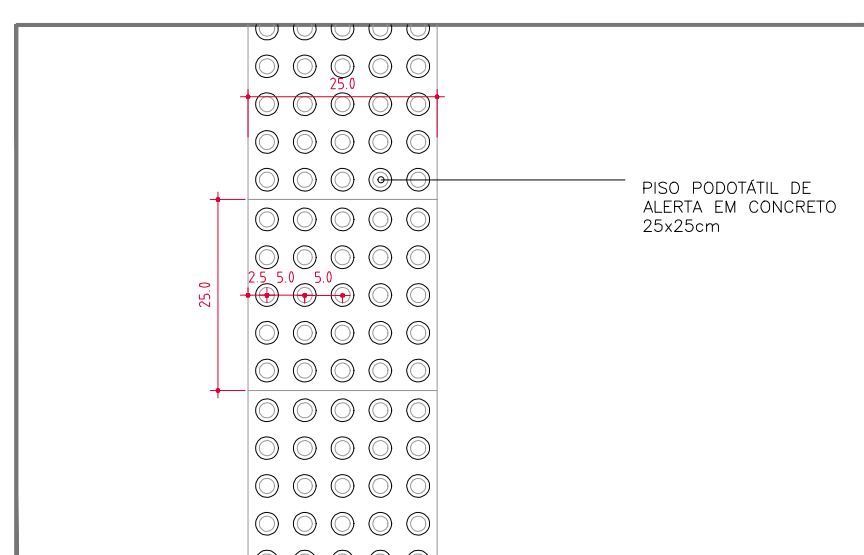 25.0
PISO PODOTÁTIL DE
ALERTA EM CONCRETO
25x25cm
2.5 5.0 5.0
25.0